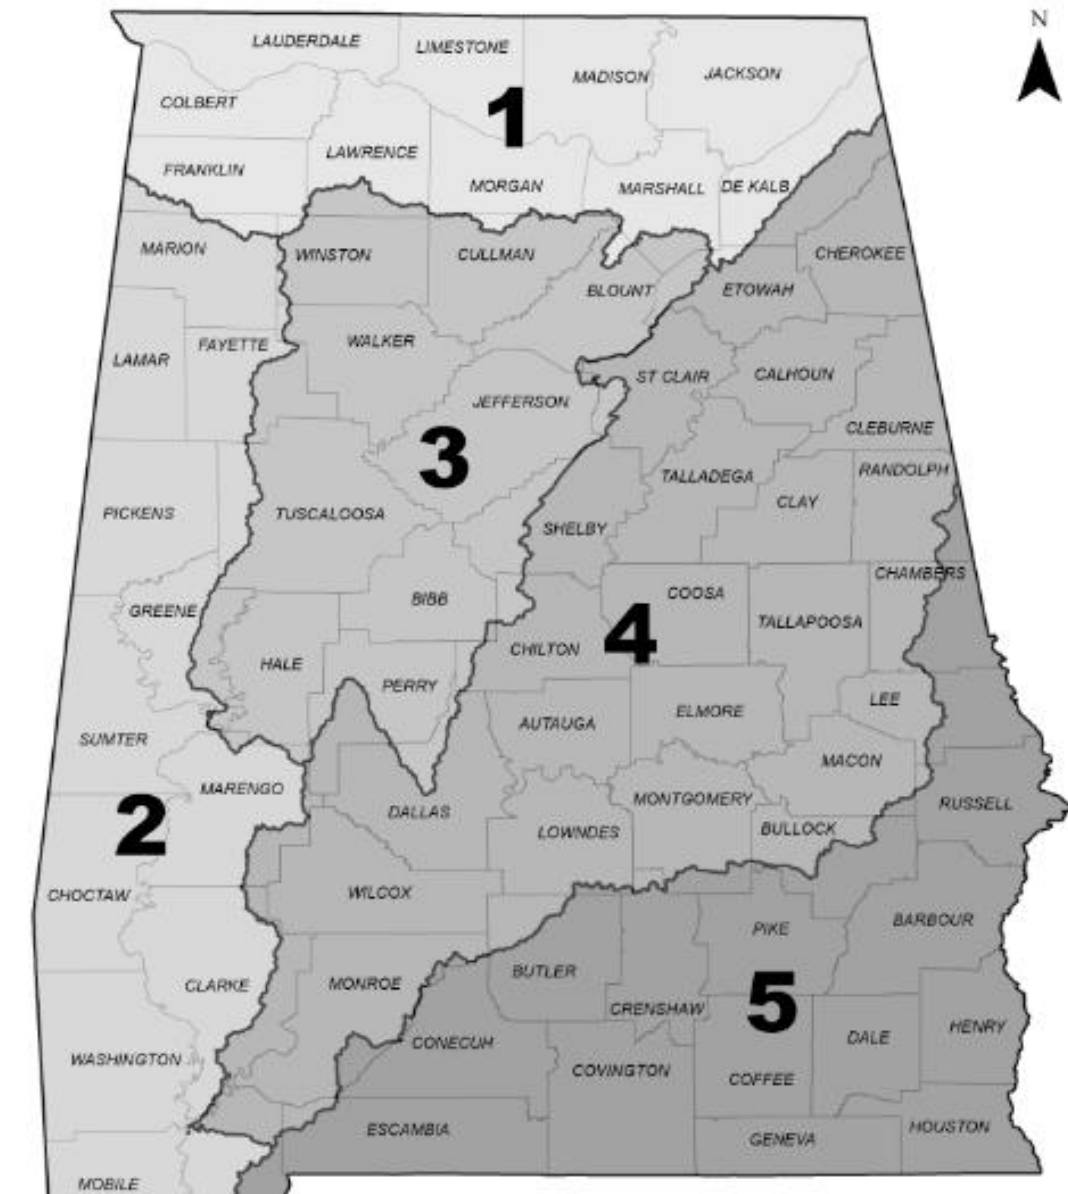 N
LAUDERDALE
LIMESTONE
MADISON
JACKSON
COLBERT
1
LAWRENCE
FRANKLIN
MORGAN
MARSHALL
DE KALB
MARION
WINSTON
CULLMAN
CHEROKEE
BLOUNT
ETOWAH
WALKER
FAYETTE
LAMAR
ST CLAIR
CALHOUN
JEFFERSON
CLEBURNE
3
RANDOLPH
TALLADEGA
CLAY
PICKENS
TUSCALOOSA
SHELBY
CHAMBERS
COOSA
BIBB
GREENE
TALLAPOOSA
4
CHILTON
HALE
PERRY
LEE
ELMORE
AUTAUGA
SUMTER
MACON
MARENGO
MONTGOMERY
RUSSELL
2
DALLAS
LOWNDES
BULLOCK
CHOCTAW
WILCOX
BARBOUR
PIKE
BUTLER
CLARKE
MONROE
5
CRENSHAW
HENRY
DALE
CONECUH
WASHINGTON
COVINGTON
COFFEE
ESCAMBIA
HOUSTON
GENEVA
MOBILE